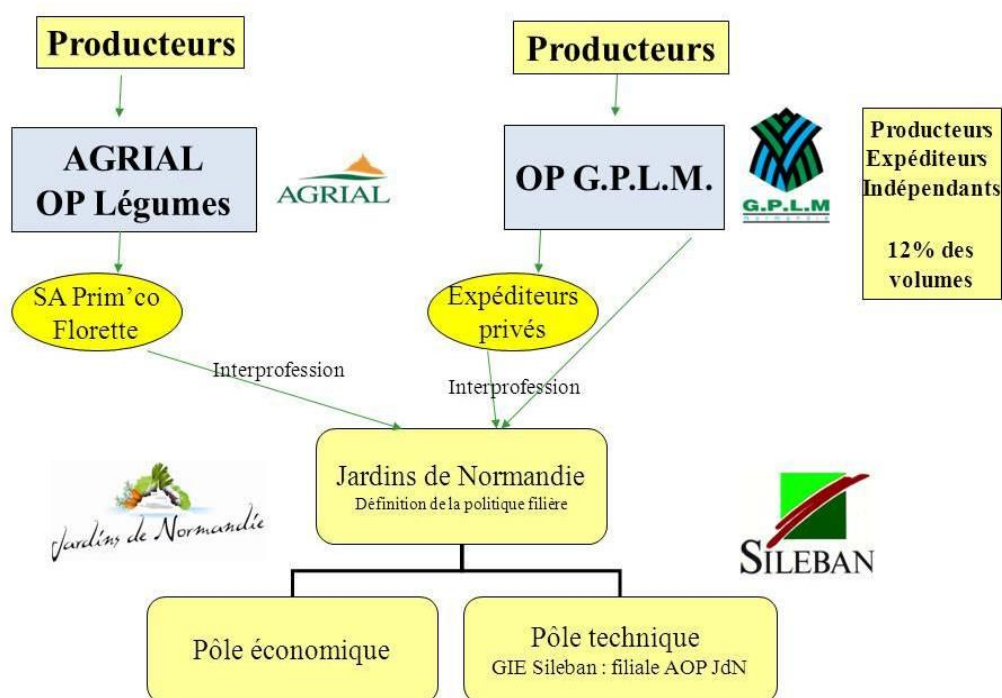 Producteurs
Producteurs
AGRIAL
OP Légumes
AGRIAL
OP G.P.L.M.
G.P.L.M
normandie
Producteurs
Expéditeurs
Indépendants
12% des
volumes
SA Prim’co
Florette
Expéditeurs
privés
Interprofession
Interprofession
Jardins de Normandie
Définition de la politique filière
Jardins de Normandie
SILEBAN
Pôle économique
Pôle technique
GIE Sileban : filiale AOP JdN